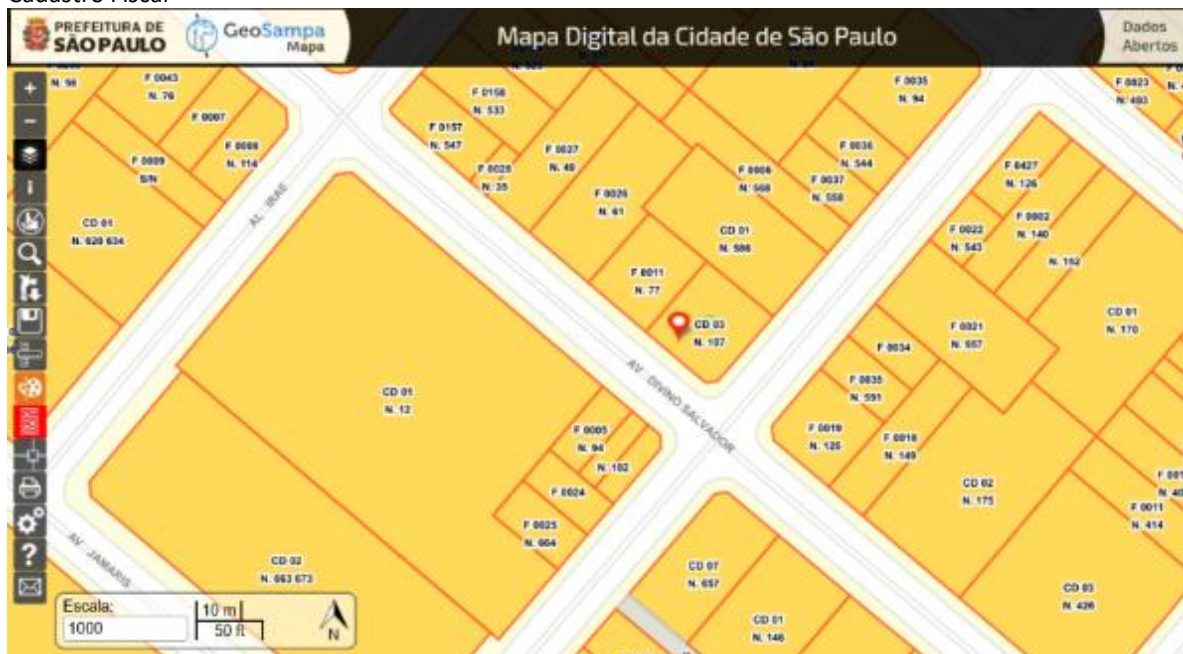 Cadastro Fiscal
PREFEITURA DE
SÃO PAULO
GeoSampa
Mapa
Mapa Digital da Cidade de São Paulo
Dados
Abertos
N. 56
F 0043
N. 76
F 0007
F 0008
N. 114
F 0009
S/N
CD 01
N. 620 634
AL IRAE
F 0158
N. 533
F 0157
N. 547
F 0028
N. 35
F 0027
N. 49
F 0026
N. 61
F 0035
N. 94
F 0036
N. 544
F 0037
N. 558
F 0006
N. 568
CD 01
N. 586
F 0011
N. 77
CD 03
N. 107
F 0023
N. 493
F 0427
N. 126
F 0002
N. 140
F 0022
N. 543
N. 152
CD 01
N. 170
F 0021
N. 557
F 0034
F 0035
N. 591
F 0019
N. 125
F 0018
N. 149
CD 02
N. 175
F 0011
N. 414
CD 03
N. 426
AV DIVINO SALVADOR
CD 01
N. 12
F 0005
N. 94
N. 102
F 0024
F 0025
N. 664
CD 02
N. 663 673
AV JAMARIS
CD 07
N. 657
CD 01
N. 146
Escala:
1000
10 m
50 ft
N